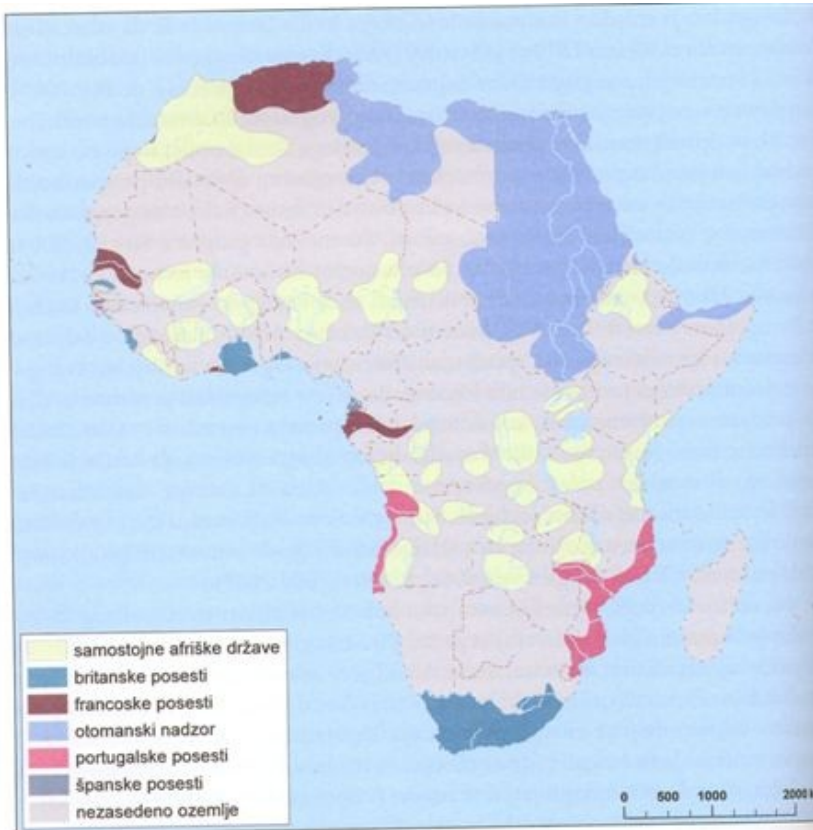 samostojne afriške države
britanske posesti
francoske posesti
otomanski nadzor
portugalske posesti
španske posesti
nezasedeno ozemlje
0 500 1000 2000